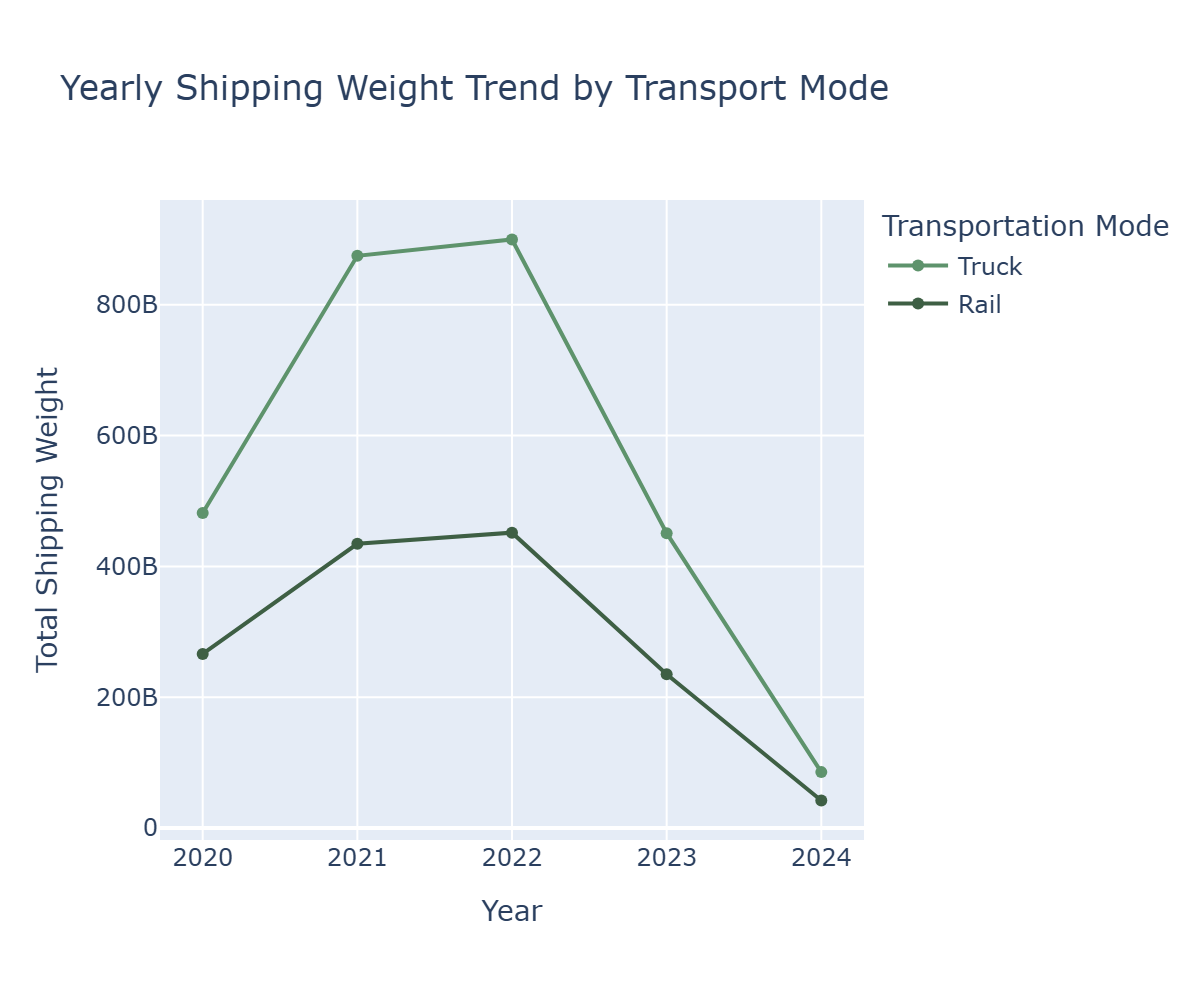 Yearly Shipping Weight Trend by Transport Mode
Transportation Mode
Truck
Rail
Total Shipping Weight
800B
600B
400B
200B
0
2020 2021 2022 2023 2024
Year